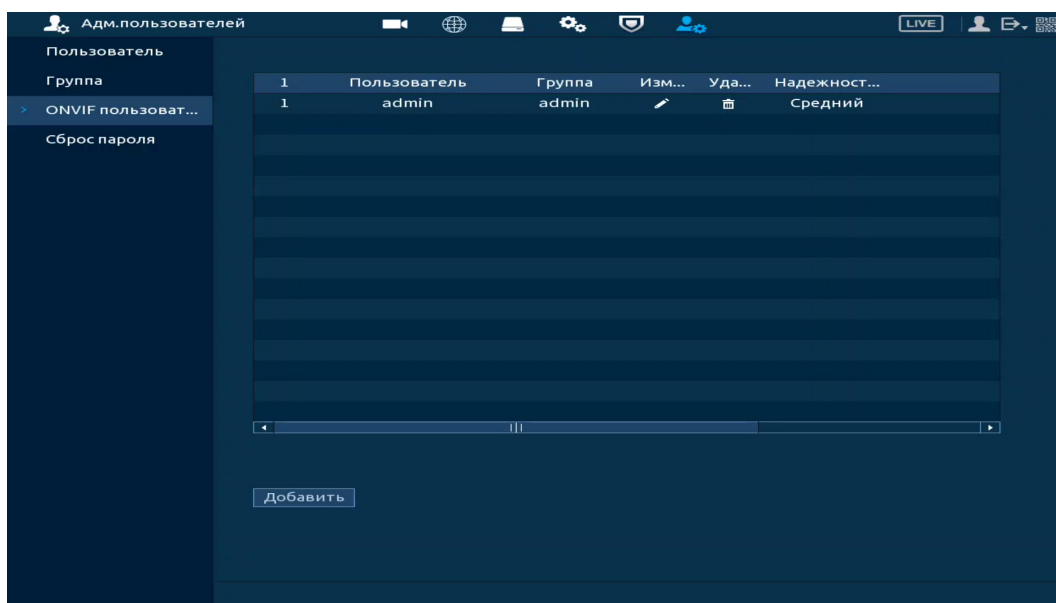 Адм.пользователей LIVE
Пользователь
Группа
ONVIF пользоват...
Сброс пароля
1 Пользователь Группа Изм... Уда... Надежност...
1 admin admin Средний
Добавить